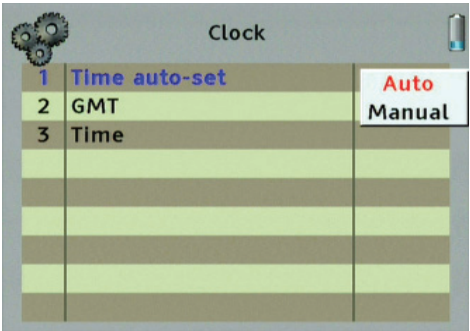 Clock
1 Time auto-set
Auto
2 GMT
Manual
3 Time